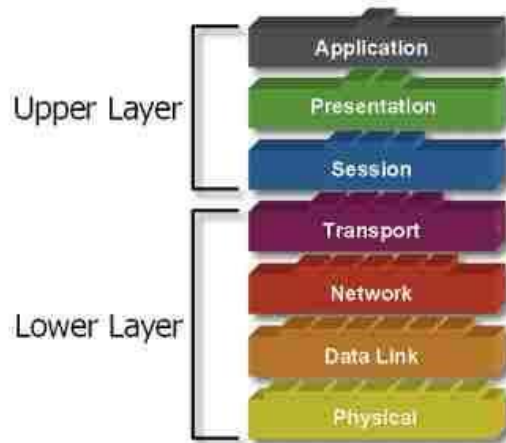 Application
Presentation
Upper Layer
Session
Transport
Network
Lower Layer
Data Link
Physical